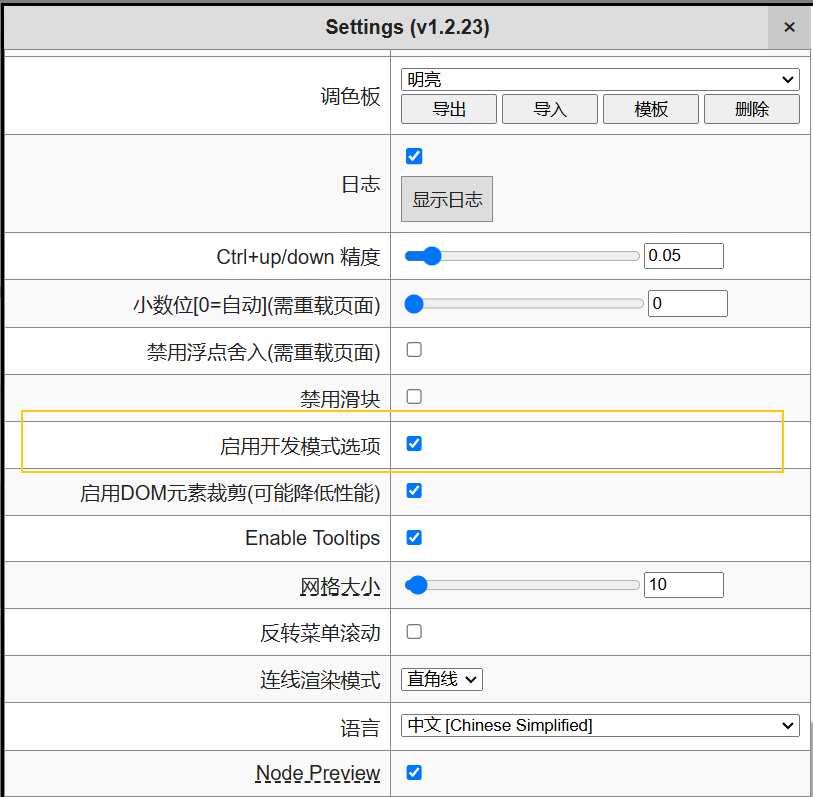 Settings (v1.2.23)
×
调色板
明亮
导出 导入 模板 删除
日志
显示日志
Ctrl+up/down 精度
0.05
小数位[0=自动](需重载页面)
0
禁用浮点舍入(需重载页面)
禁用滑块
启用开发模式选项
启用DOM元素裁剪(可能降低性能)
Enable Tooltips
网格大小
10
反转菜单滚动
连线渲染模式
直角线
语言
中文 [Chinese Simplified]
Node Preview